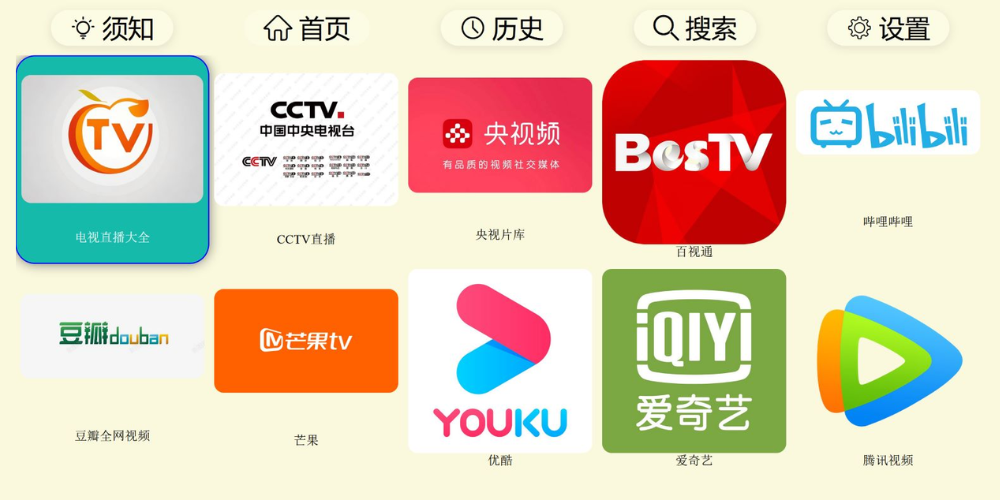 须知
首页
历史
搜索
设置
TV
CCTV.
中国中央电视台
CCTV
央视频
有品质的视频社交媒体
BesTV
bilibili
电视直播大全
CCTV直播
央视片库
百视通
哔哩哔哩
豆瓣douban
芒果tv
YOUKU
iQIYI
爱奇艺
豆瓣全网视频
芒果
优酷
爱奇艺
腾讯视频